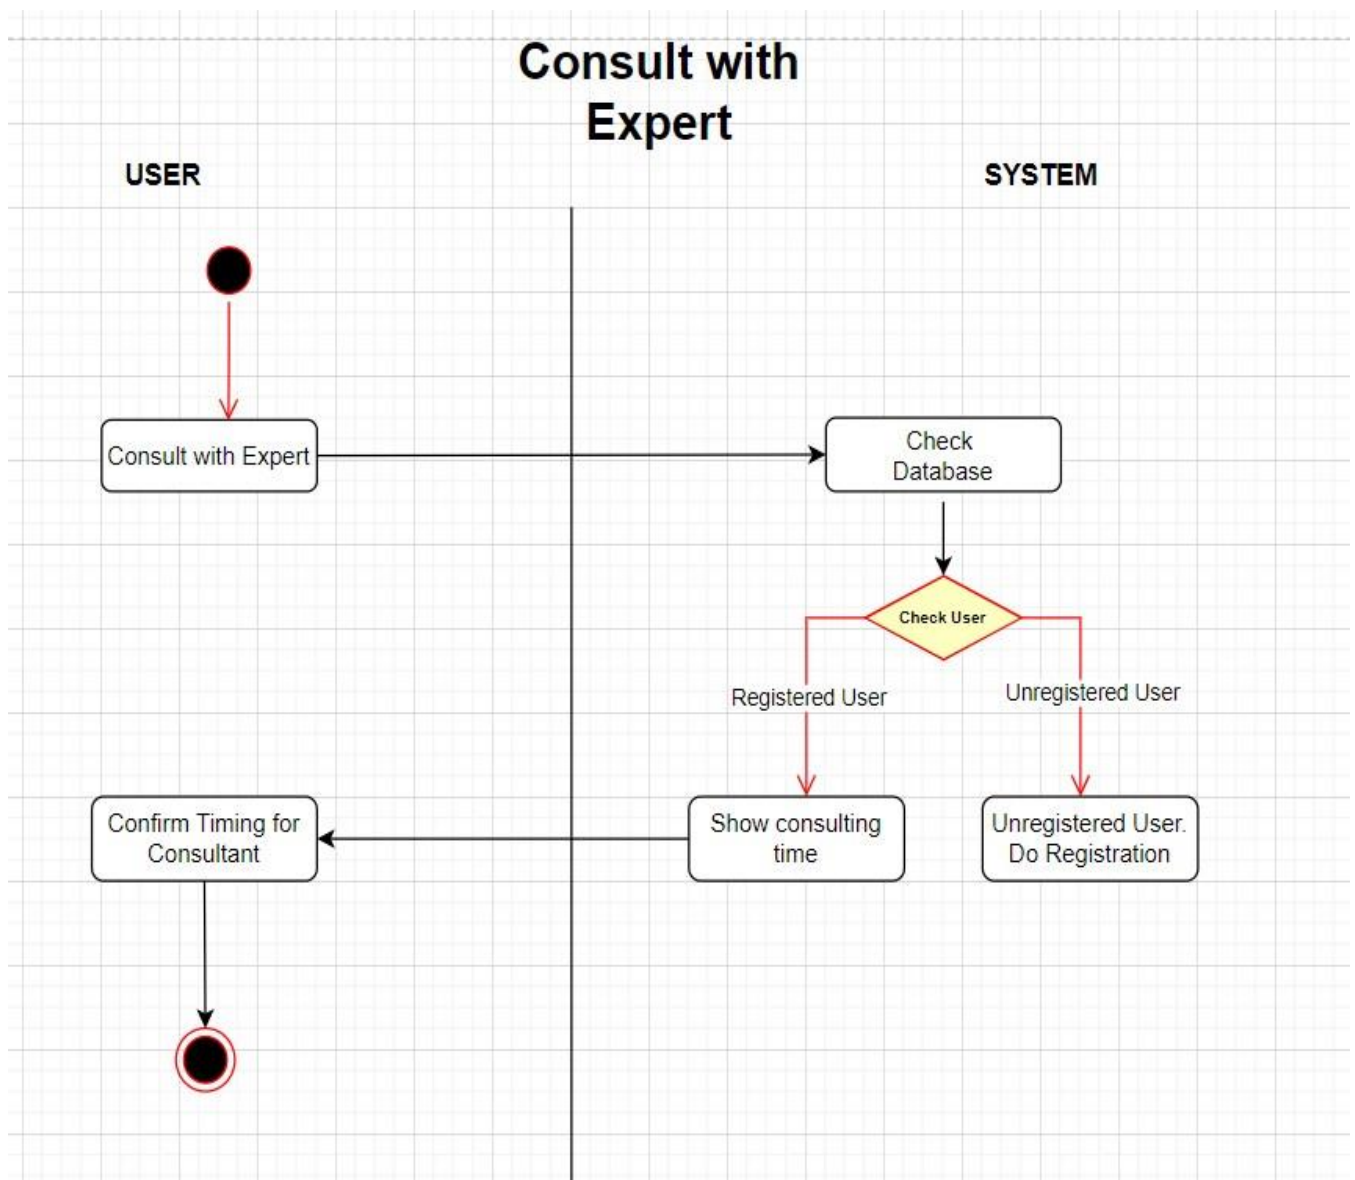 Consult with
Expert
USER
SYSTEM
Consult with Expert
Check
Database
Check User
Registered User
Unregistered User
Confirm Timing for
Consultant
Show consulting
time
Unregistered User.
Do Registration